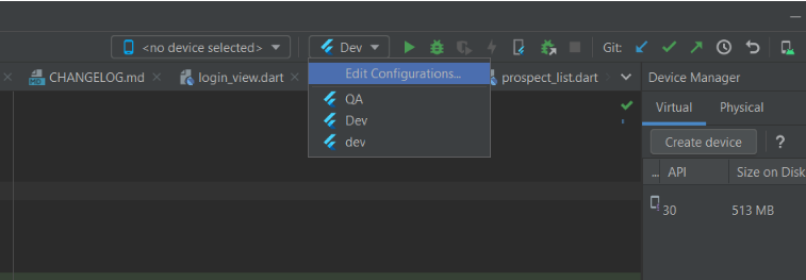 <no device selected>
Dev
Git:
CHANGELOG.md
login_view.dart
prospect_list.dart
Device Manager
Edit Configurations...
QA
Dev
dev
Virtual Physical
Create device ?
... API Size on Disk
30 513 MB